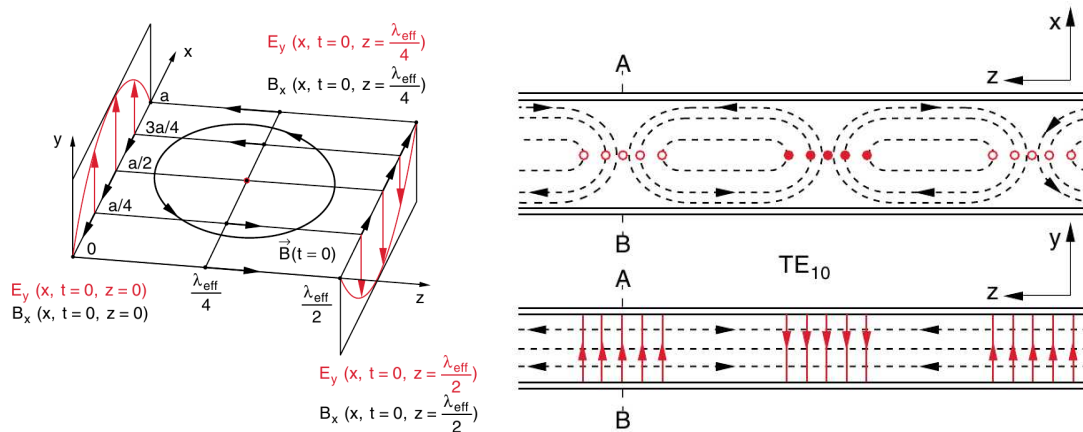 E_y (x, t = 0, z = λ_eff/4)
B_x (x, t = 0, z = λ_eff/4)
x
y
a
3a/4
a/2
a/4
0
B⃗(t = 0)
λ_eff/4
λ_eff/2
z
E_y (x, t = 0, z = 0)
B_x (x, t = 0, z = 0)
E_y (x, t = 0, z = λ_eff/2)
B_x (x, t = 0, z = λ_eff/2)
A
x
z
B
TE₁₀
y
A
z
B